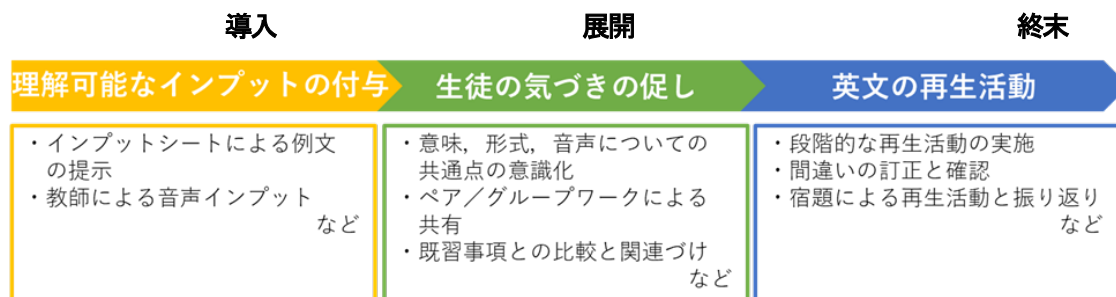 導入
展開
終末
理解可能なインプットの付与
生徒の気づきの促し
英文の再生活動
・インプットシートによる例文
の提示
・教師による音声インプット
など
・意味，形式，音声についての
共通点の意識化
・ペア／グループワークによる
共有
・既習事項との比較と関連づけ
など
・段階的な再生活動の実施
・間違いの訂正と確認
・宿題による再生活動と振り返り
など